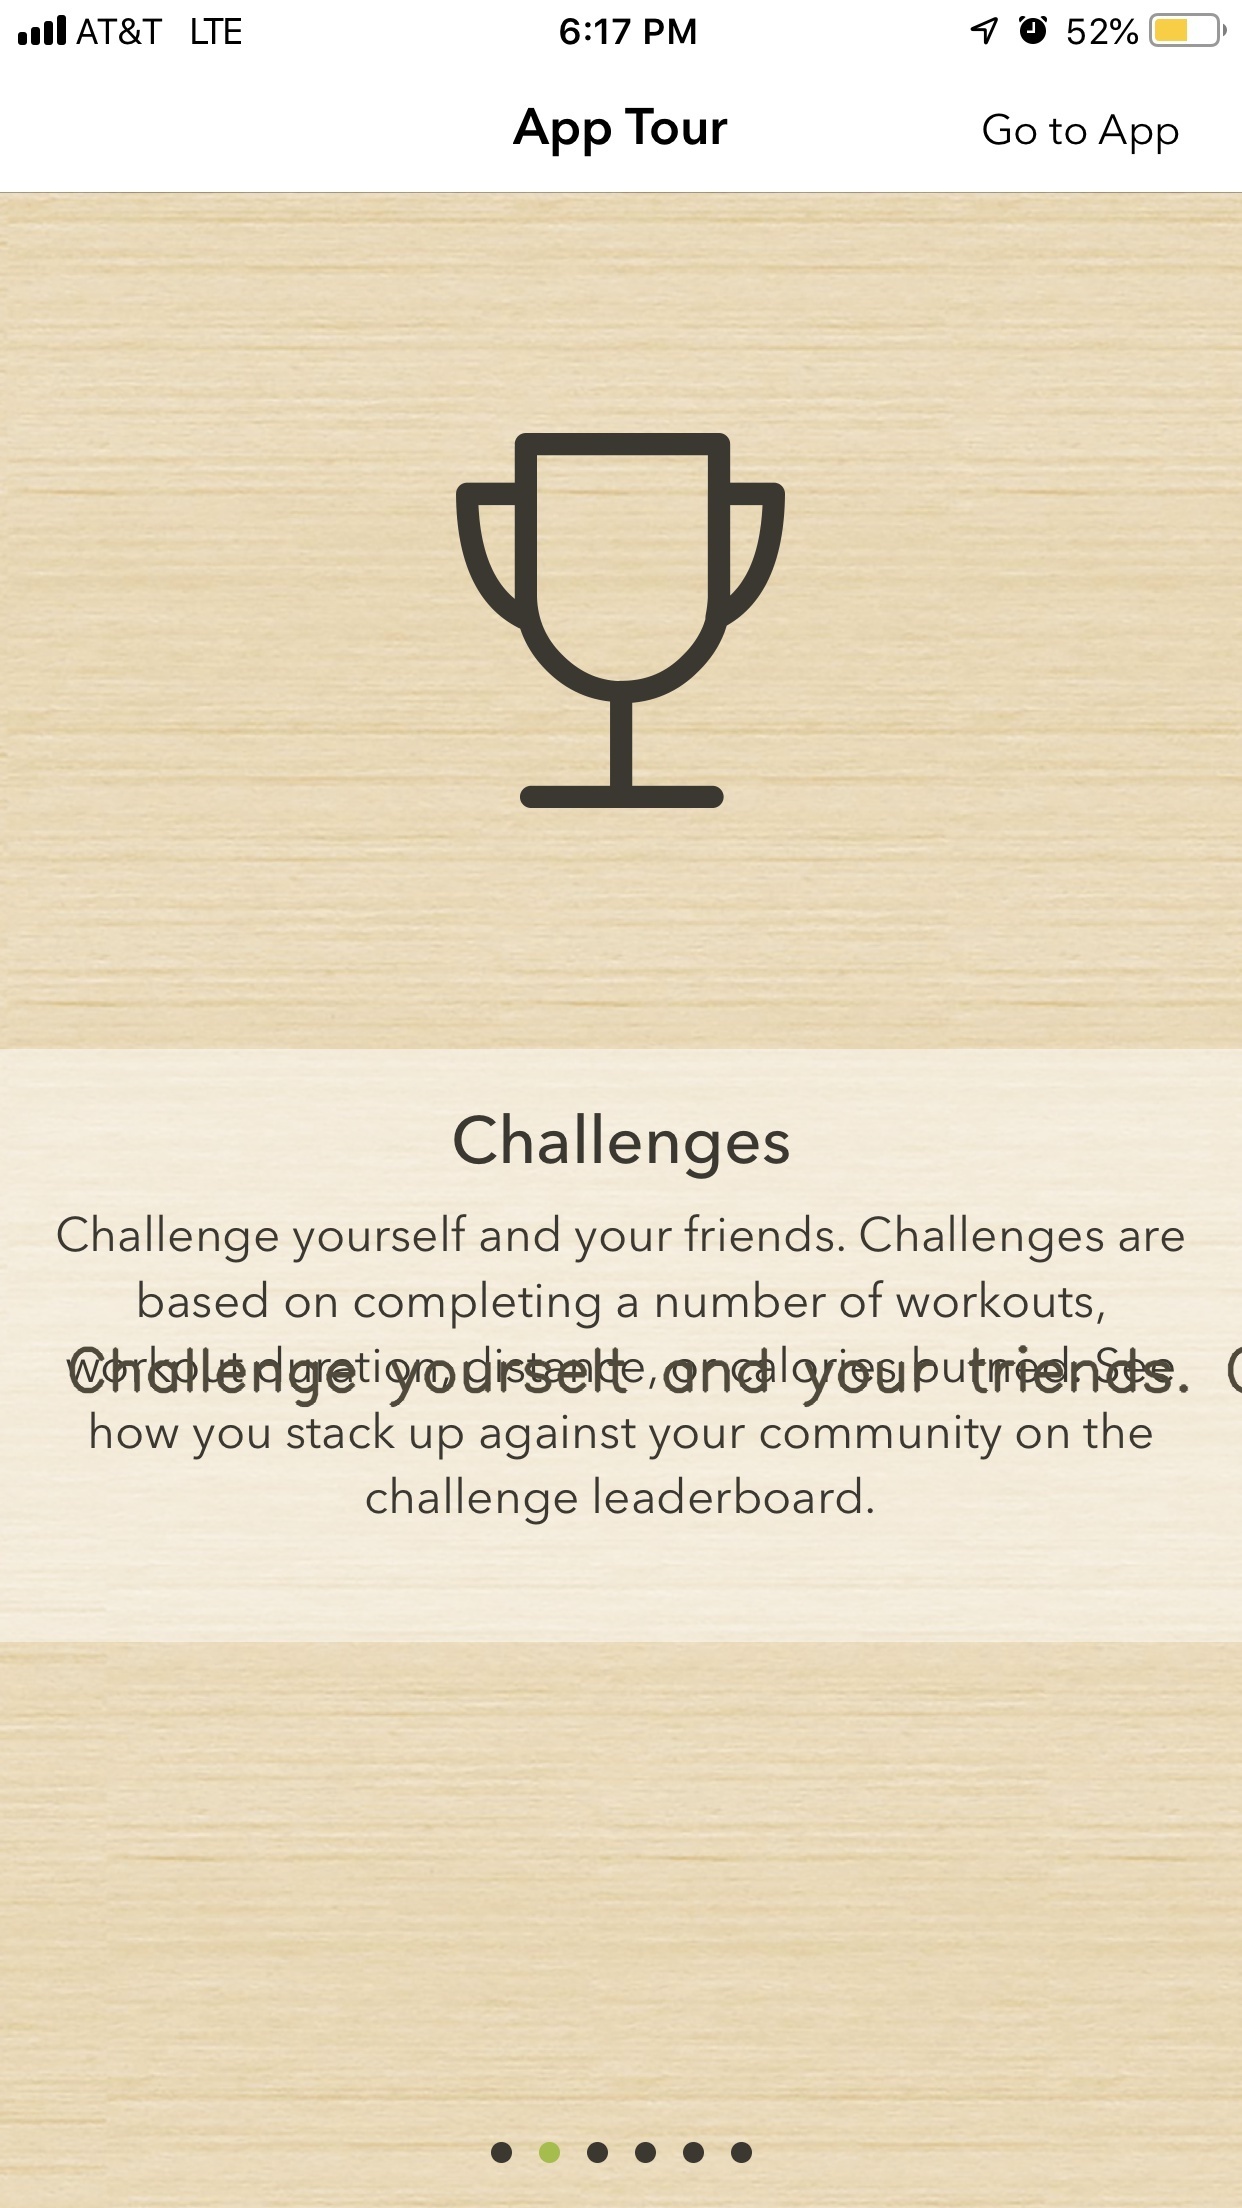 AT&T LTE 6:17 PM 52%
App Tour
Go to App
Challenges
Challenge yourself and your friends. Challenges are
based on completing a number of workouts,
workout duration, distance, or calories burned. See
Challenge yourself and your friends. C
how you stack up against your community on the
challenge leaderboard.